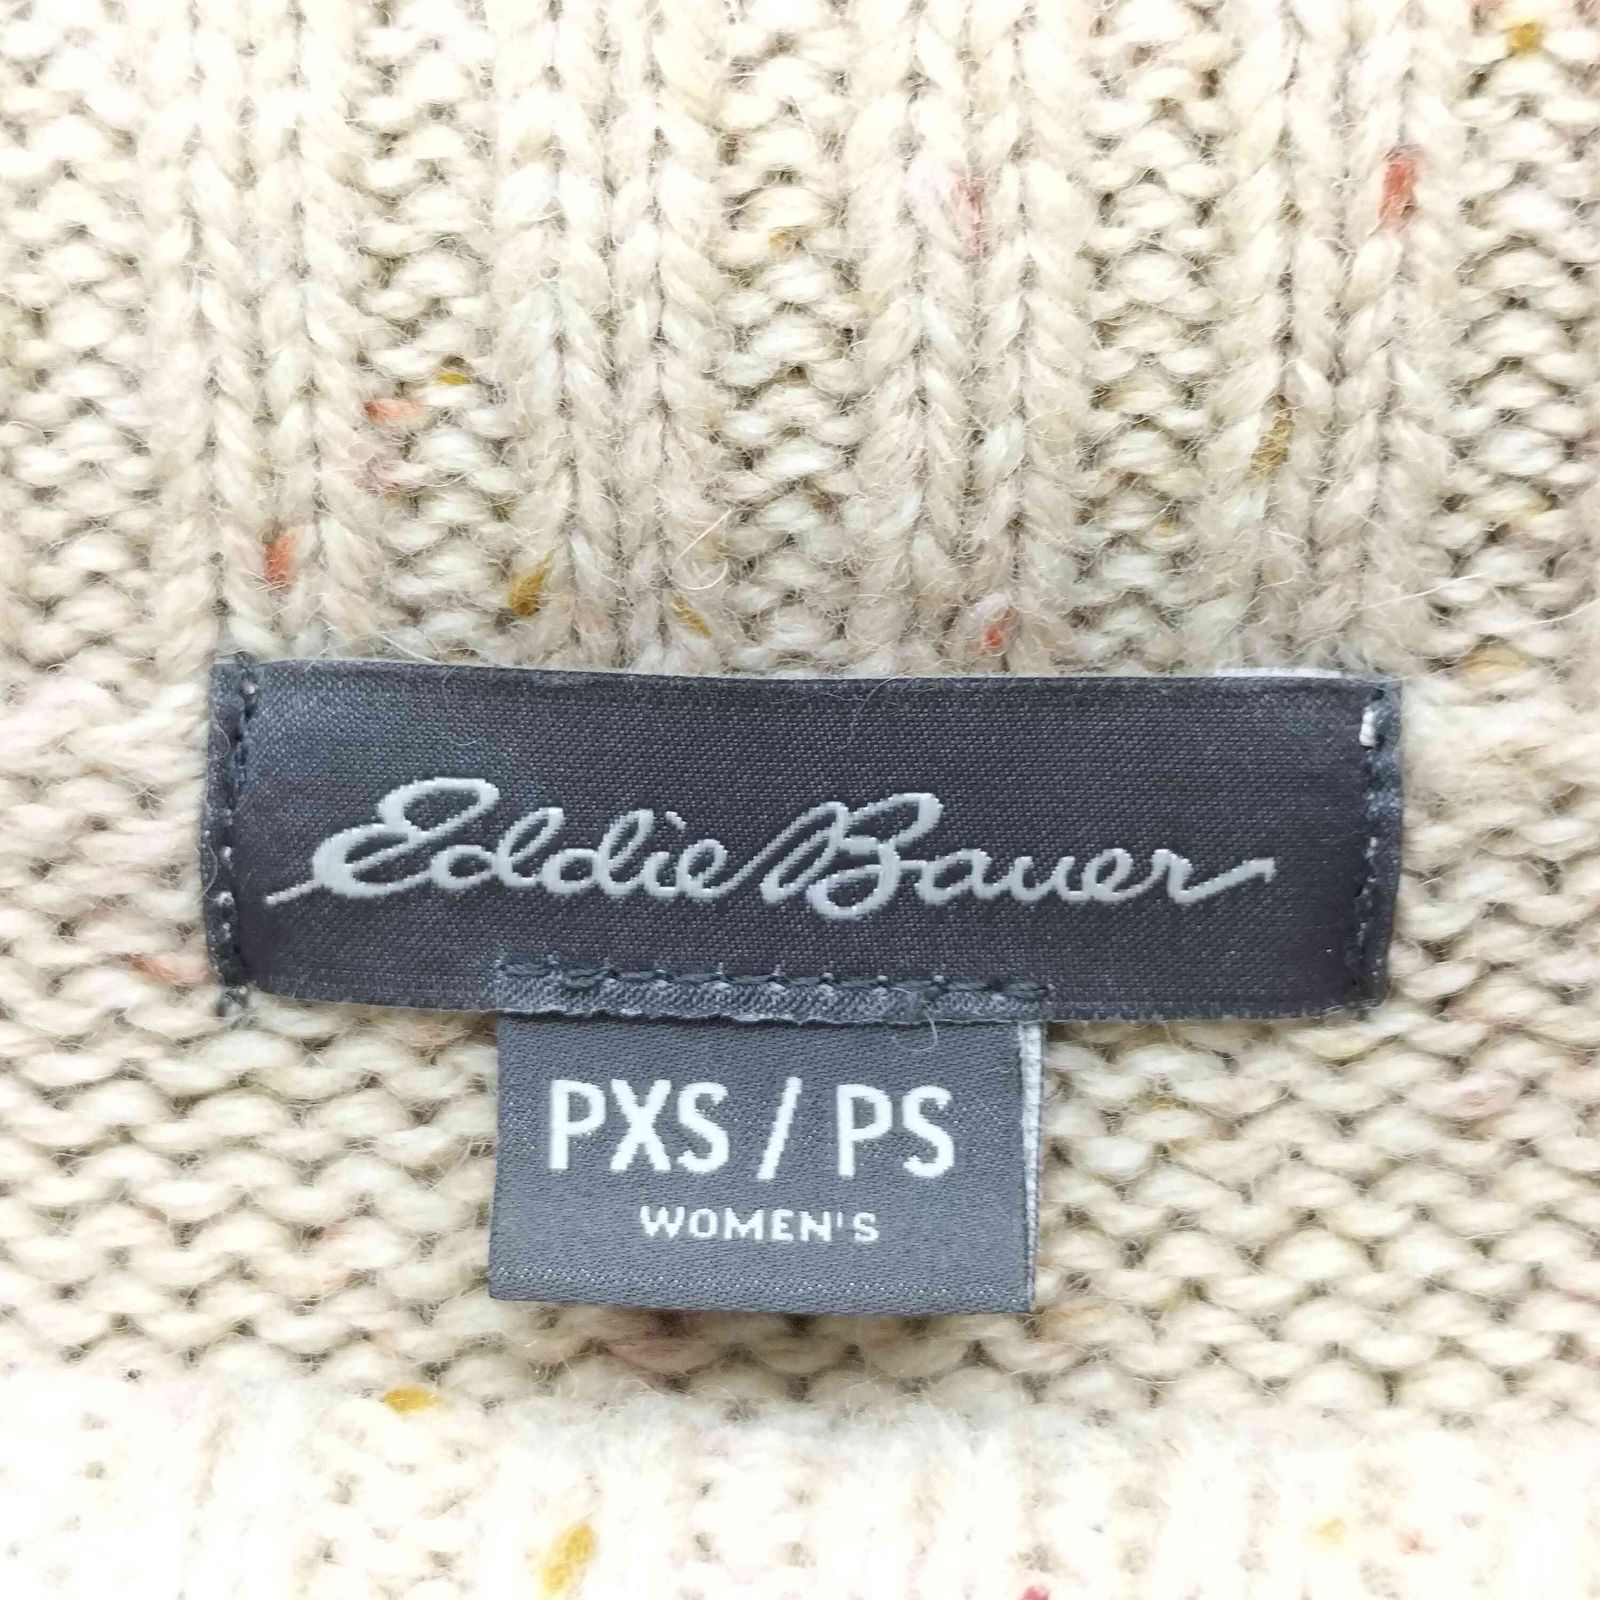 Eddie Bauer
PXS / PS
WOMEN'S